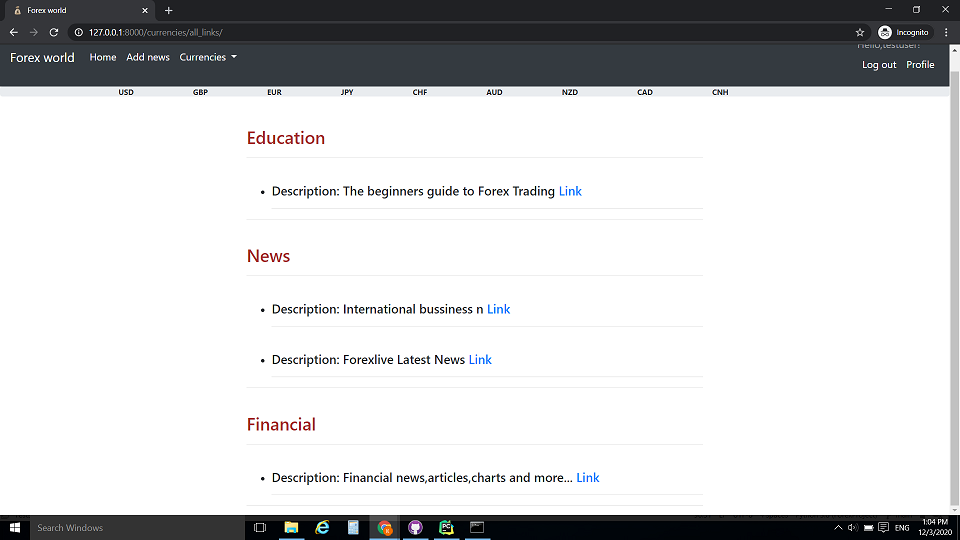 Forex world
127.0.0.1:8000/currencies/all_links/
Incognito
Forex world Home Add news Currencies
Hello,testuser!
Log out Profile
USD GBP EUR JPY CHF AUD NZD CAD CNH
Education
Description: The beginners guide to Forex Trading Link
News
Description: International bussiness n Link
Description: Forexlive Latest News Link
Financial
Description: Financial news,articles,charts and more... Link
Search Windows
ENG
1:04 PM
12/3/2020